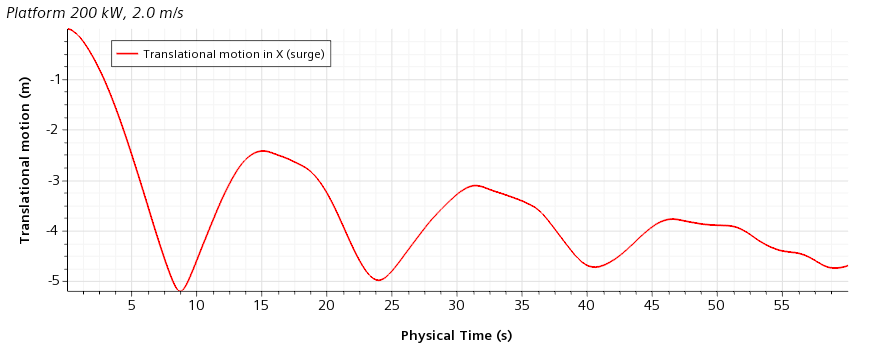 Platform 200 kW, 2.0 m/s
Translational motion in X (surge)
Translational motion (m)
-1
-2
-3
-4
-5
5 10 15 20 25 30 35 40 45 50 55
Physical Time (s)